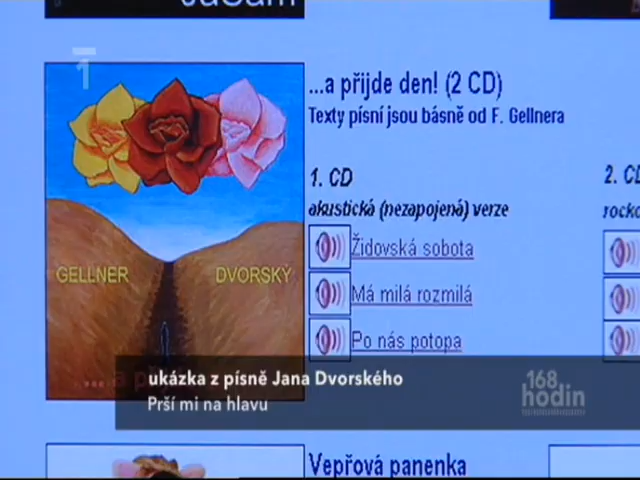 JaSam
1
...a přijde den! (2 CD)
Texty písní jsou básně od F. Gellnera
1. CD
2. CD
akustická (nezapojená) verze
GELLNER DVORSKÝ
Židovská sobota
Má milá rozmilá
Po nás potopa
ukázka z písně Jana Dvorského
Prší mi na hlavu
168 hodin
Vepřová panenka